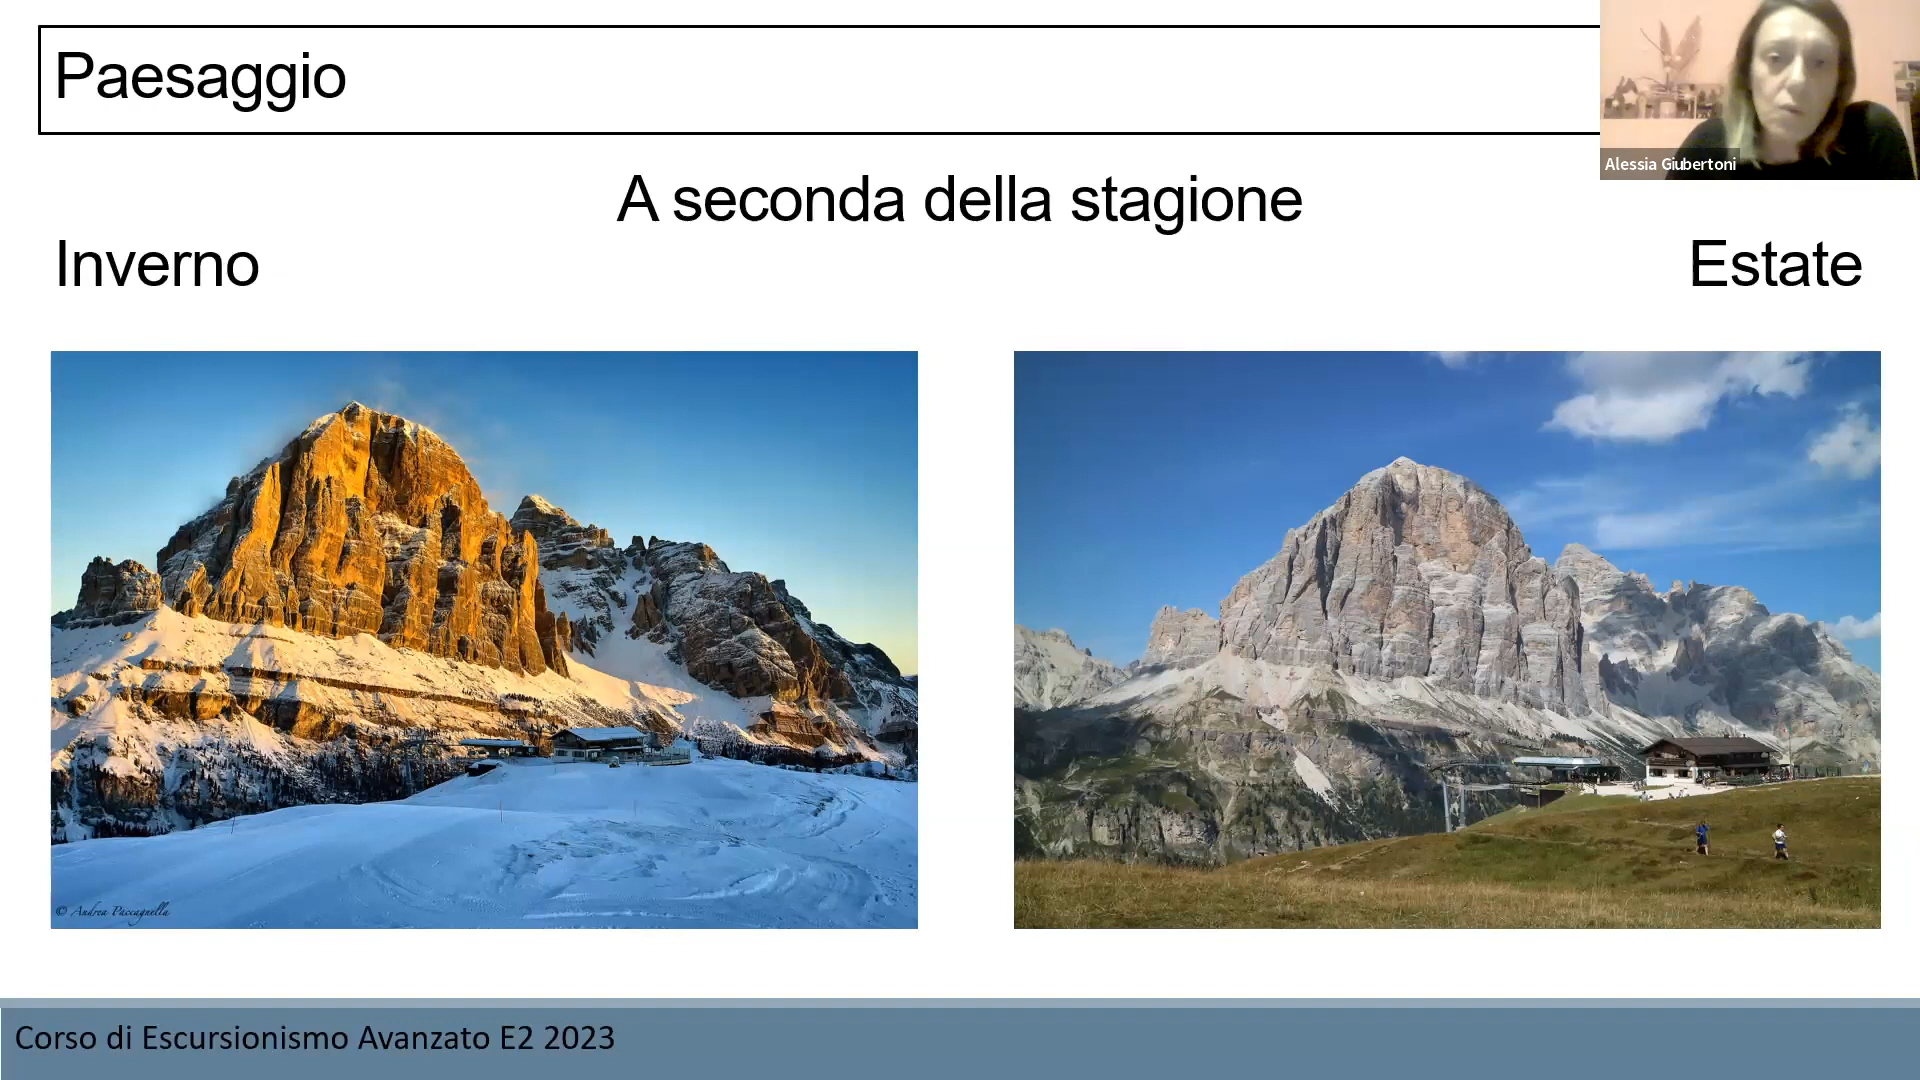 Paesaggio
Alessia Giubertoni
A seconda della stagione
Inverno
Estate
© Andrea Paccagnella
Corso di Escursionismo Avanzato E2 2023